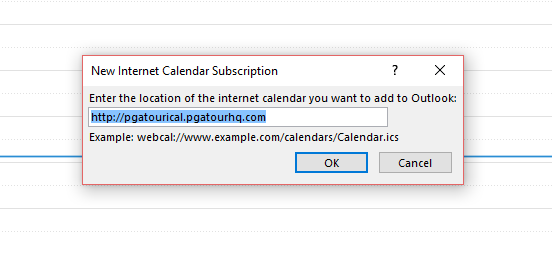 New Internet Calendar Subscription
?
Enter the location of the internet calendar you want to add to Outlook:
http://pgatourical.pgatourhq.com
Example: webcal://www.example.com/calendars/Calendar.ics
OK Cancel